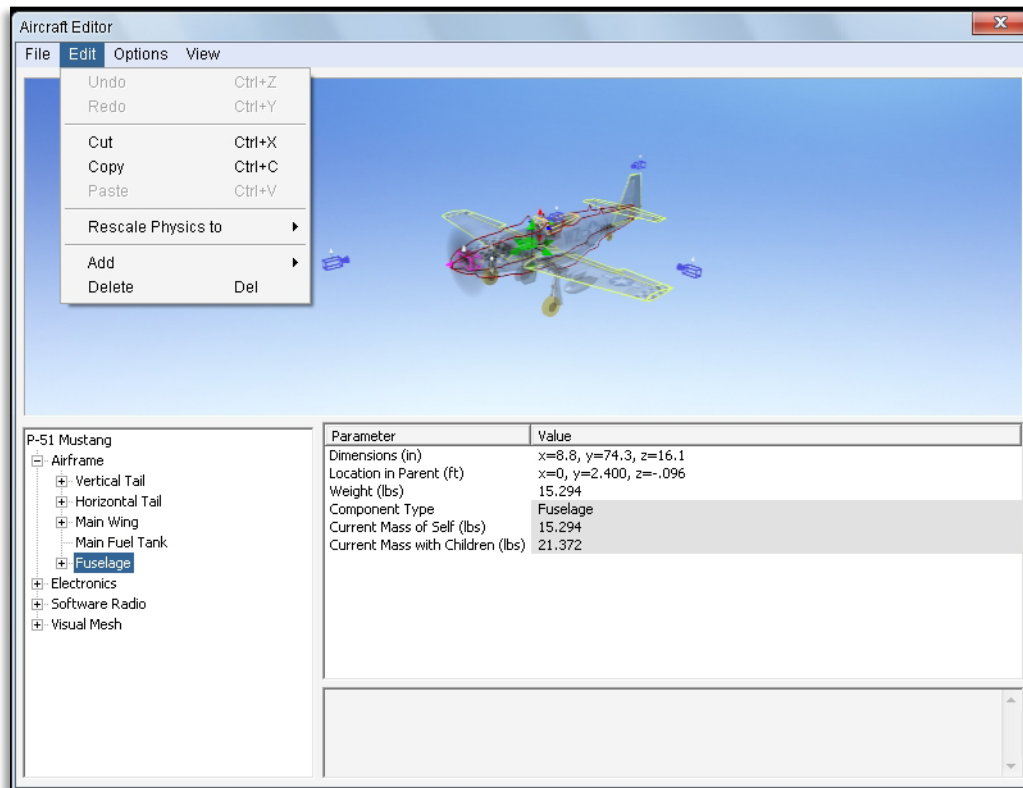 Aircraft Editor
File Edit Options View
Undo Ctrl+Z
Redo Ctrl+Y
Cut Ctrl+X
Copy Ctrl+C
Paste Ctrl+V
Rescale Physics to
Add
Delete Del
P-51 Mustang
Airframe
Vertical Tail
Horizontal Tail
Main Wing
Main Fuel Tank
Fuselage
Electronics
Software Radio
Visual Mesh
Parameter Value
Dimensions (in) x=8.8, y=74.3, z=16.1
Location in Parent (ft) x=0, y=2.400, z=-.096
Weight (lbs) 15.294
Component Type Fuselage
Current Mass of Self (lbs) 15.294
Current Mass with Children (lbs) 21.372